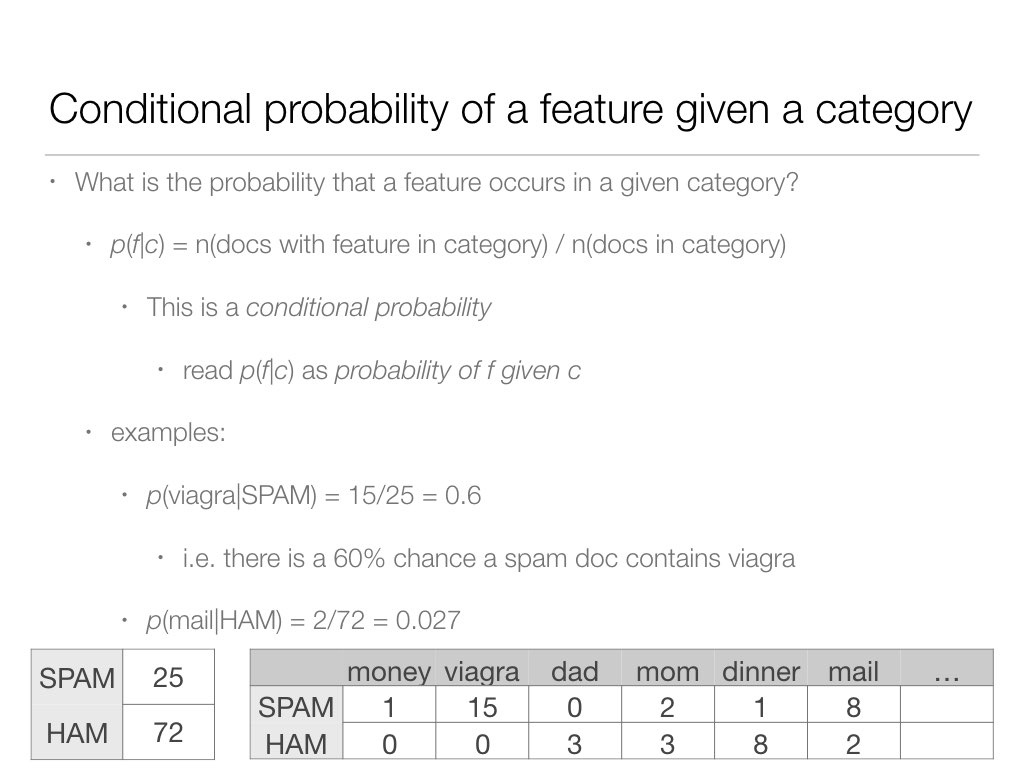 Conditional probability of a feature given a category
• What is the probability that a feature occurs in a given category?
• p(f|c) = n(docs with feature in category) / n(docs in category)
• This is a conditional probability
• read p(f|c) as probability of f given c
• examples:
• p(viagra|SPAM) = 15/25 = 0.6
• i.e. there is a 60% chance a spam doc contains viagra
• p(mail|HAM) = 2/72 = 0.027
SPAM 25
HAM 72
money viagra dad mom dinner mail …
SPAM 1 15 0 2 1 8
HAM 0 0 3 3 8 2